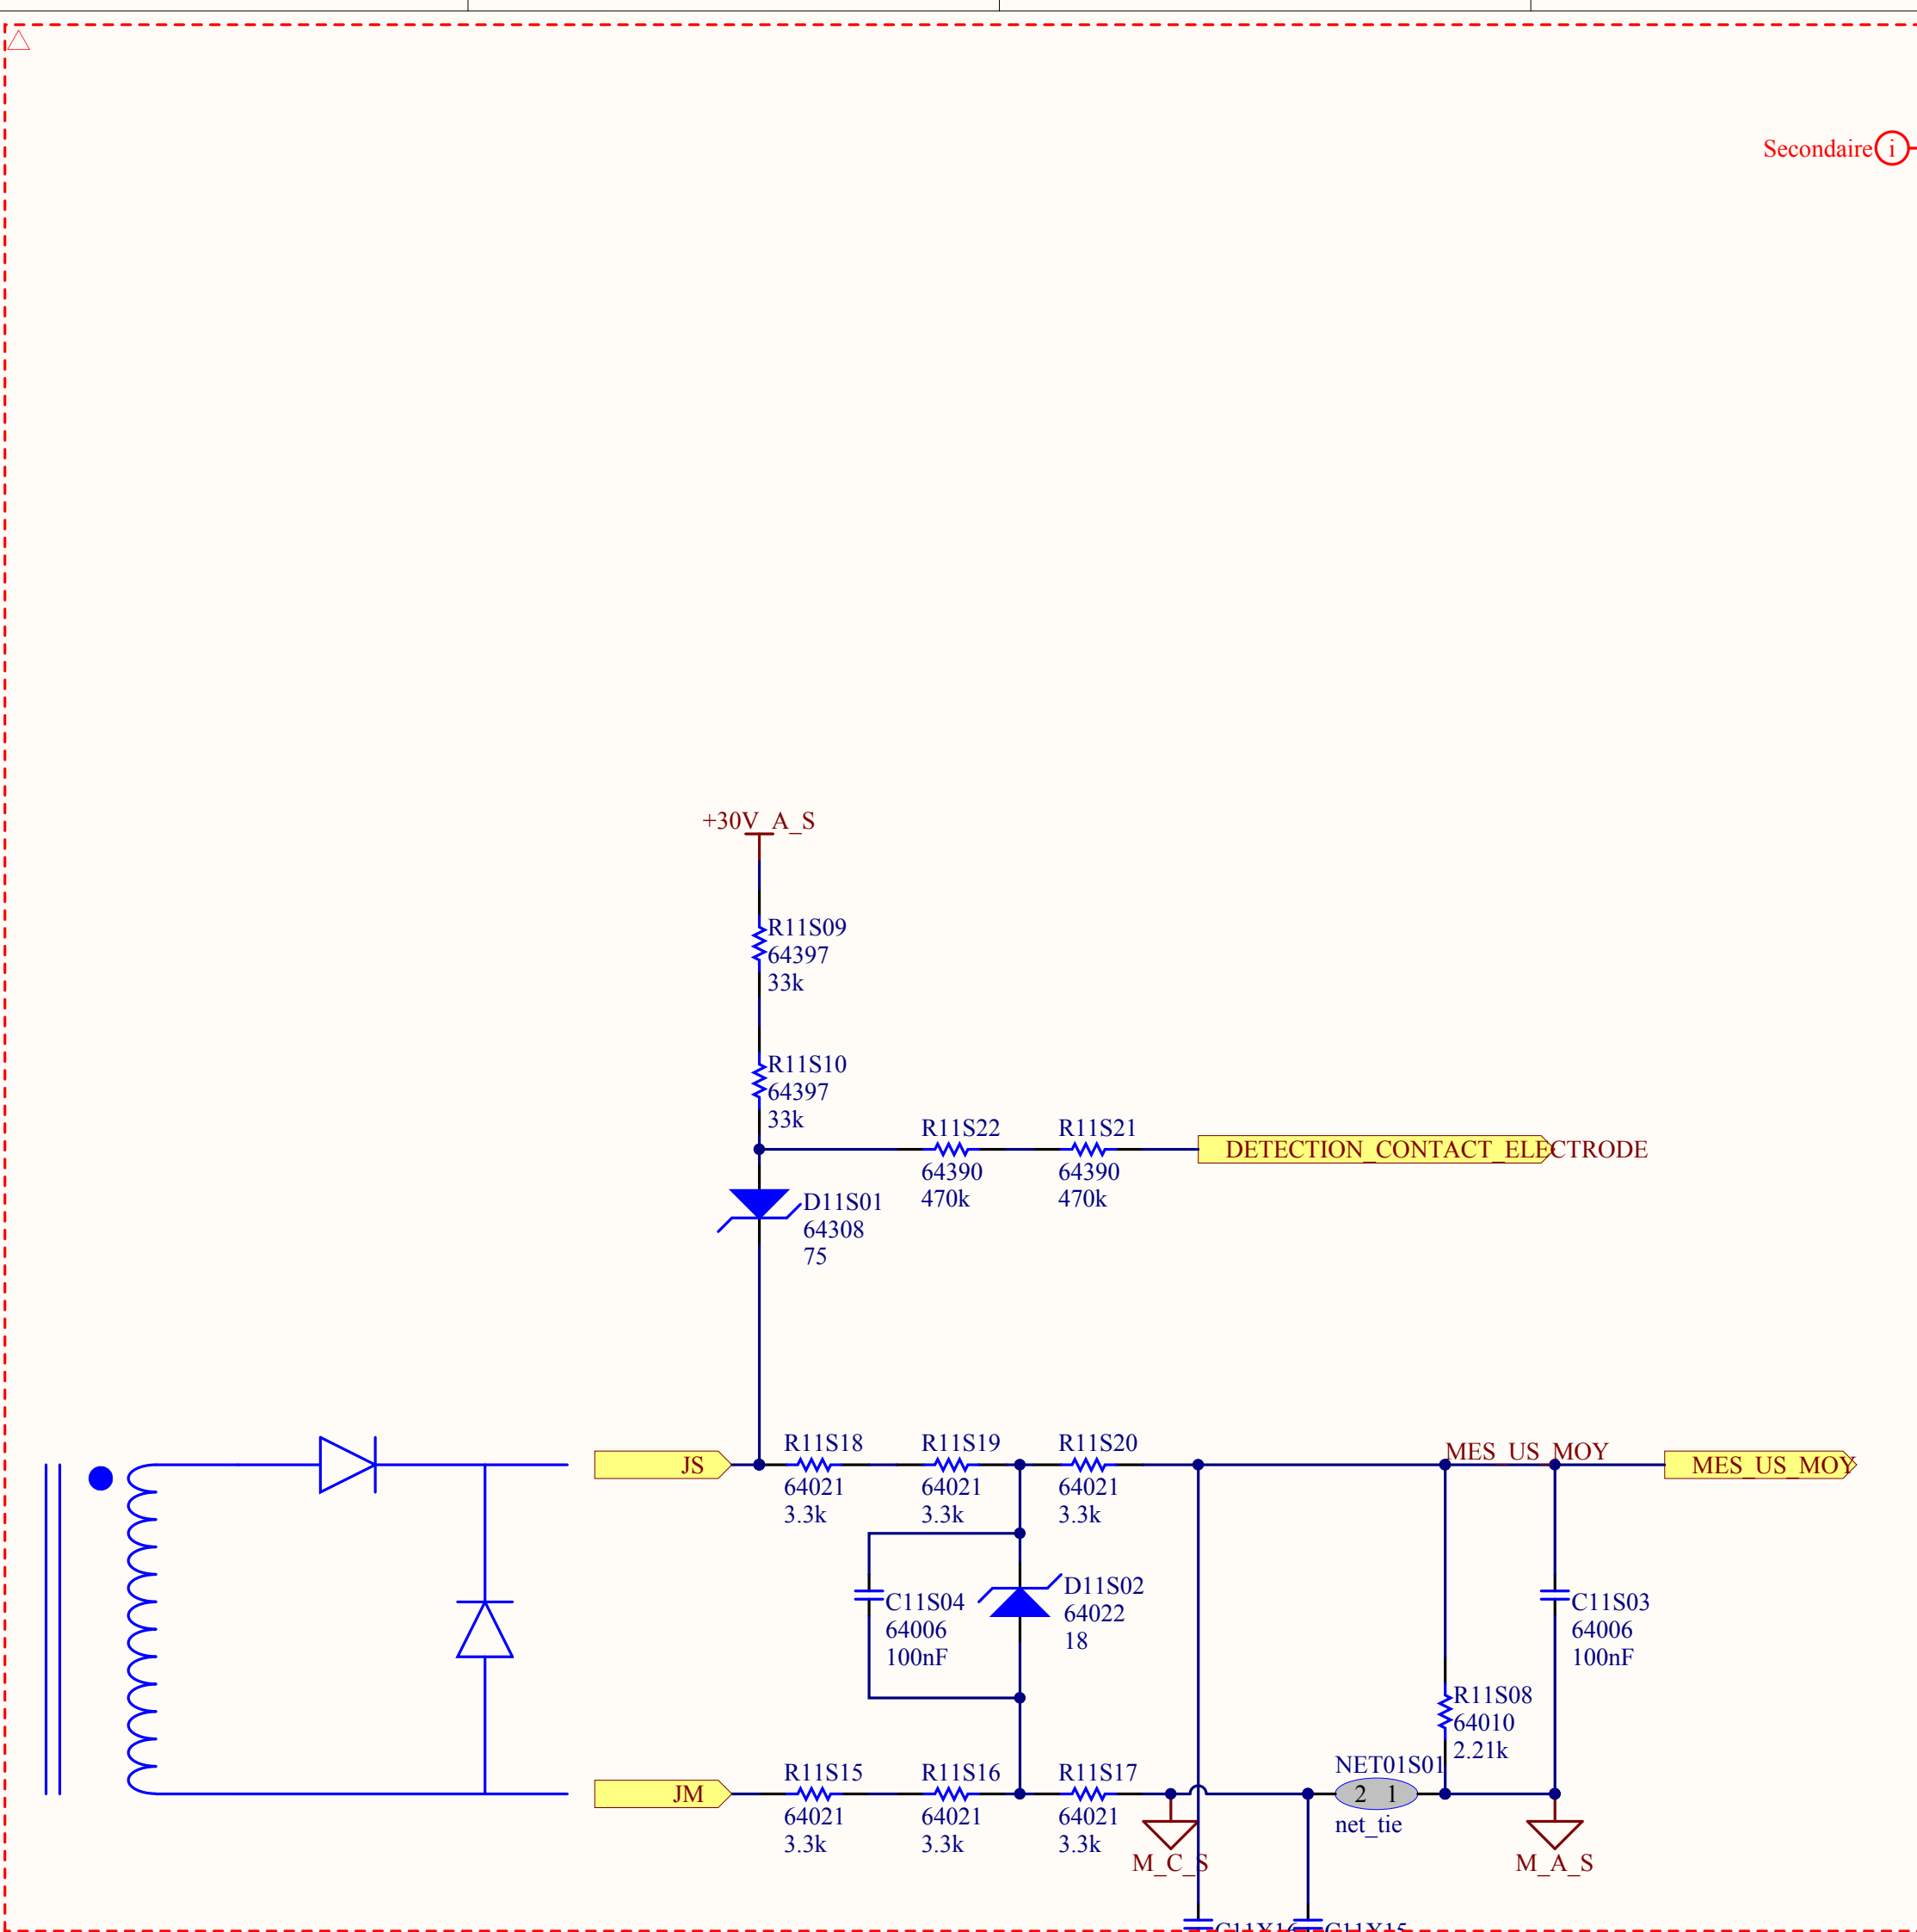 Secondaire i
+30V_A_S
R11S09
64397
33k
R11S10
64397
33k
R11S22
64390
470k
R11S21
64390
470k
DETECTION_CONTACT_ELECTRODE
D11S01
64308
75
JS
R11S18
64021
3.3k
R11S19
64021
3.3k
R11S20
64021
3.3k
MES_US_MOY
MES_US_MOY
C11S04
64006
100nF
D11S02
64022
18
C11S03
64006
100nF
R11S08
64010
2.21k
JM
R11S15
64021
3.3k
R11S16
64021
3.3k
R11S17
64021
3.3k
NET01S01
2 1
net_tie
M_C_S
M_A_S
C11X16
C11X15